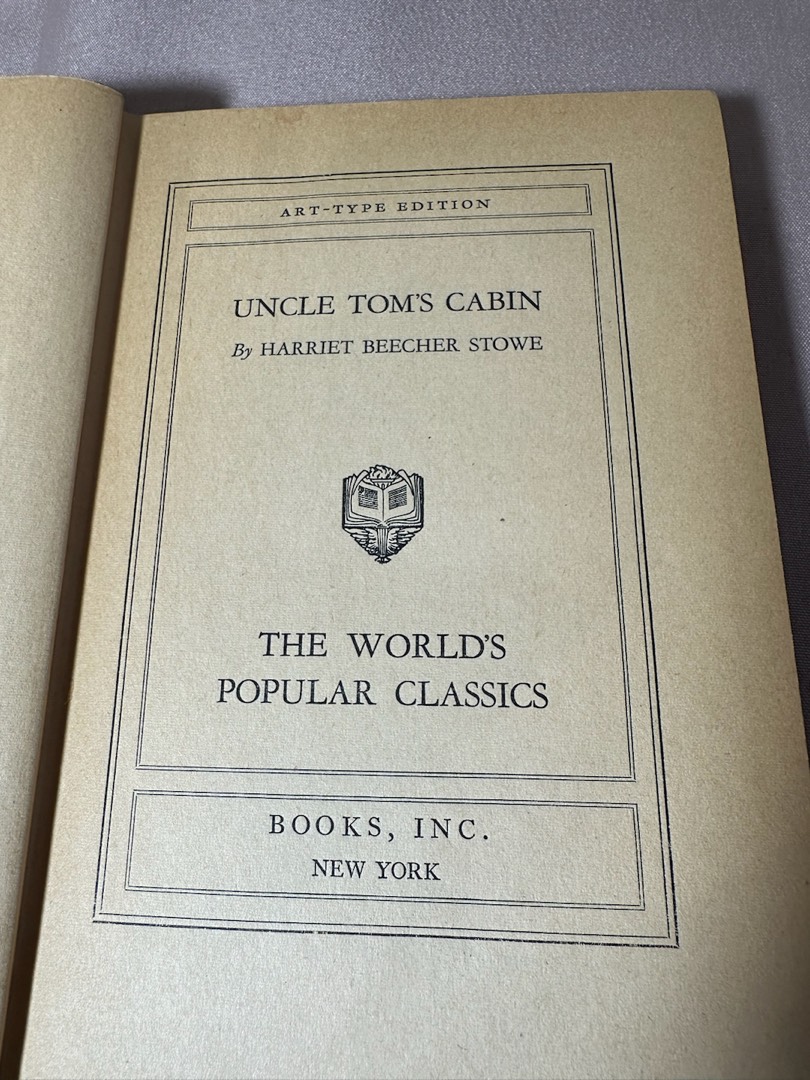 ART-TYPE EDITION
UNCLE TOM'S CABIN
By HARRIET BEECHER STOWE
THE WORLD'S
POPULAR CLASSICS
BOOKS, INC.
NEW YORK